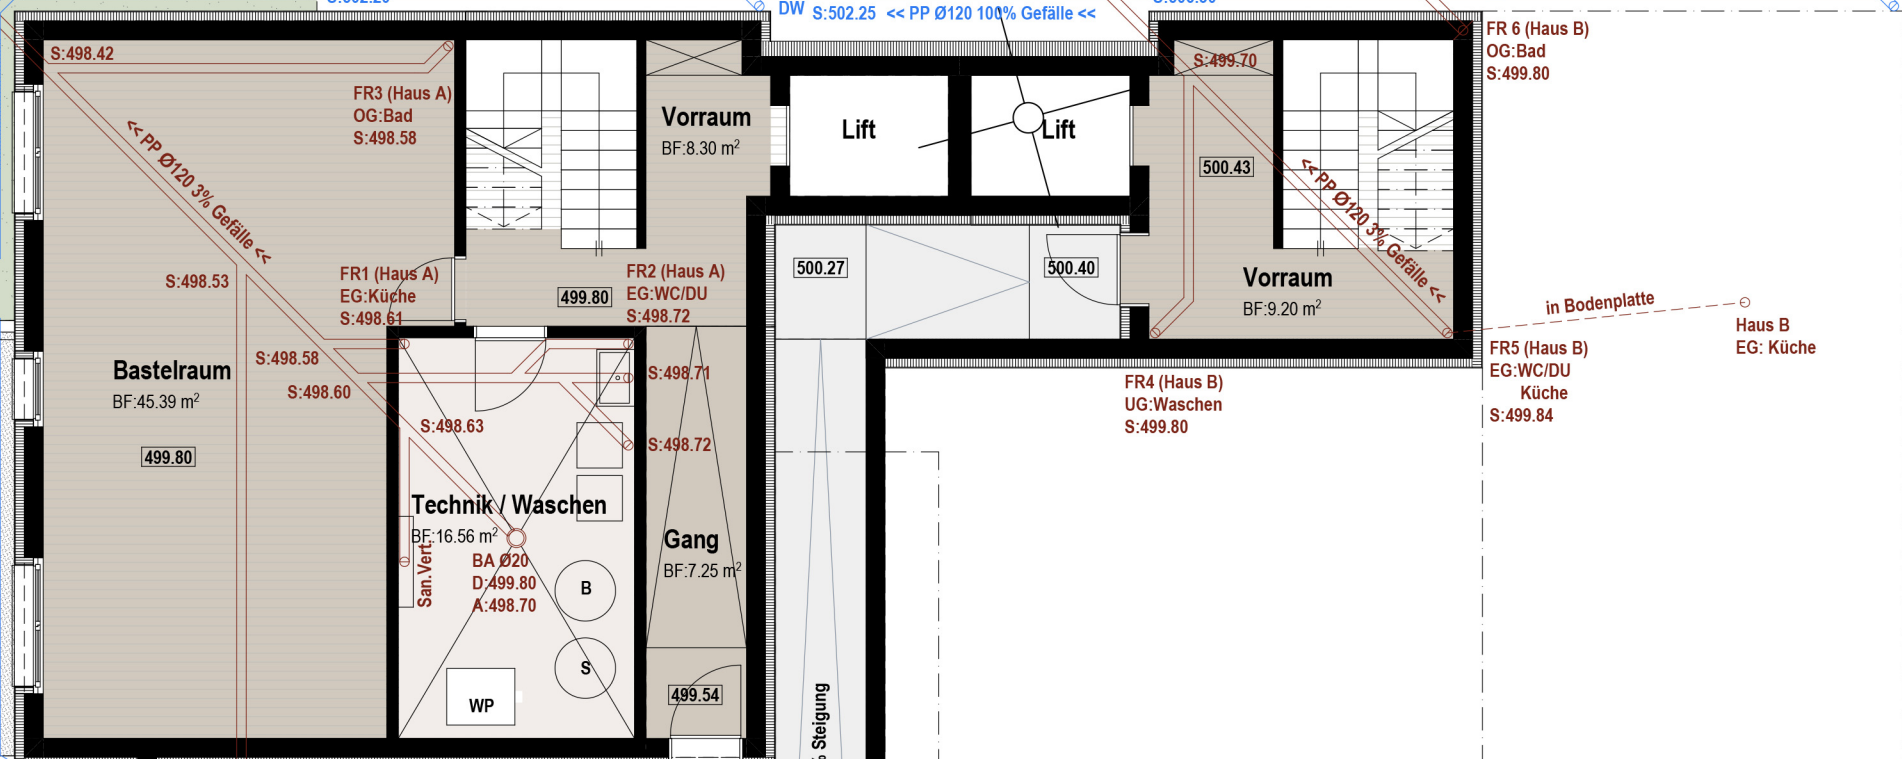 DW
S:502.25 << PP Ø120 100% Gefälle <<
S:498.42
FR3 (Haus A)
OG:Bad
S:498.58
<< PP Ø120 3% Gefälle <<
Vorraum
BF:8.30 m²
Lift
Lift
S:499.70
500.43
FR 6 (Haus B)
OG:Bad
S:499.80
<< PP Ø120 3% Gefälle <<
S:498.53
FR1 (Haus A)
EG:Küche
S:498.61
499.80
FR2 (Haus A)
EG:WC/DU
S:498.72
500.27
500.40
Vorraum
BF:9.20 m²
in Bodenplatte
Haus B
EG: Küche
FR5 (Haus B)
EG:WC/DU
Küche
S:499.84
FR4 (Haus B)
UG:Waschen
S:499.80
Bastelraum
BF:45.39 m²
499.80
S:498.58
S:498.60
S:498.63
S:498.71
S:498.72
Technik / Waschen
BF:16.56 m²
San.Vert.
BA Ø20
D:499.80
A:498.70
B
S
WP
Gang
BF:7.25 m²
499.54
Steigung